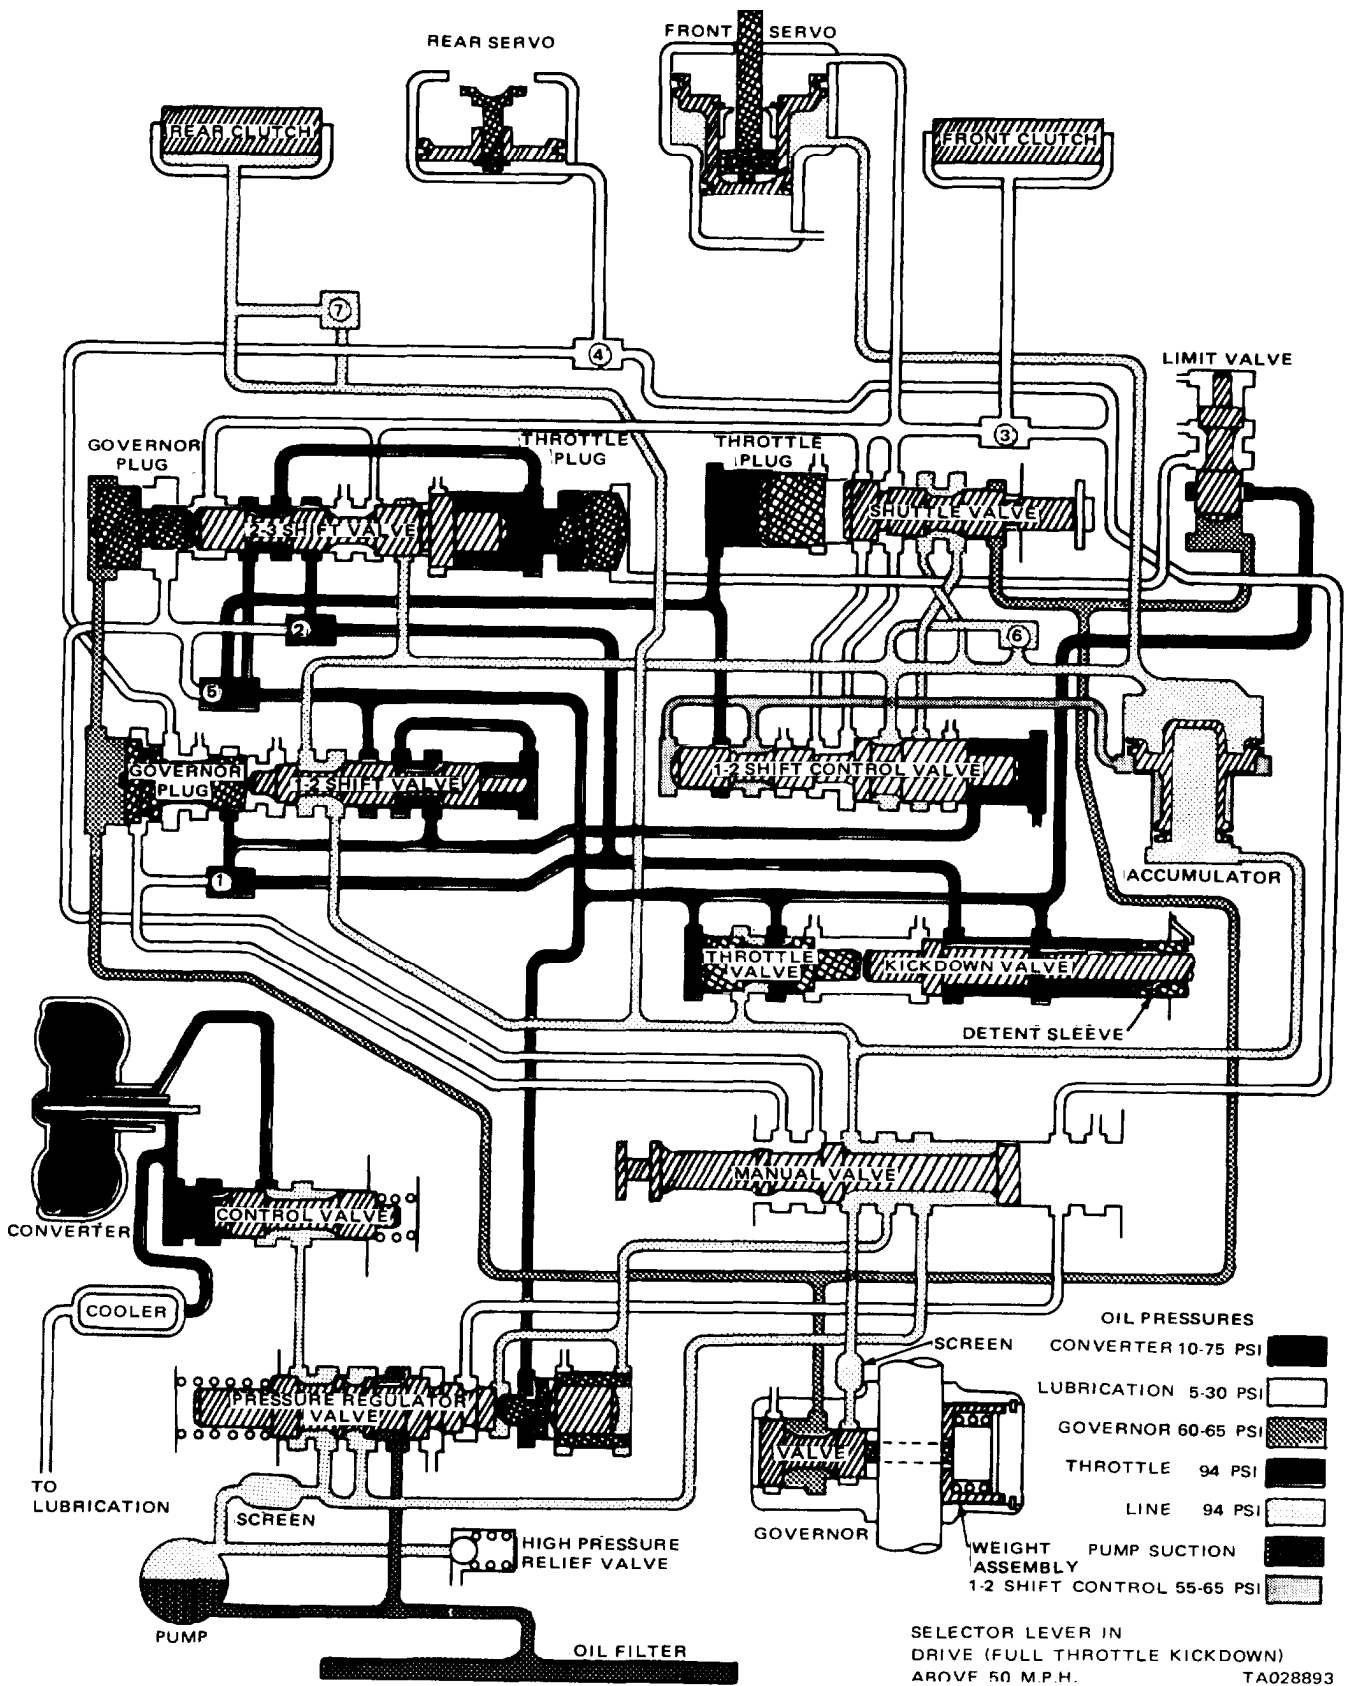 REAR SERVO
FRONT SERVO
REAR CLUTCH
FRONT CLUTCH
7
4
LIMIT VALVE
3
GOVERNOR
PLUG
THROTTLE
PLUG
THROTTLE
PLUG
2-3 SHIFT VALVE
SHUTTLE VALVE
2
6
5
GOVERNOR
PLUG
1-2 SHIFT VALVE
1-2 SHIFT CONTROL VALVE
1
ACCUMULATOR
THROTTLE
VALVE
KICKDOWN VALVE
DETENT SLEEVE
MANUAL VALVE
CONTROL VALVE
CONVERTER
COOLER
SCREEN
PRESSURE REGULATOR
VALVE
VALVE
TO
LUBRICATION
SCREEN
GOVERNOR
HIGH PRESSURE
RELIEF VALVE
WEIGHT
ASSEMBLY
PUMP
OIL FILTER
OIL PRESSURES
CONVERTER 10-75 PSI
LUBRICATION 5-30 PSI
GOVERNOR 60-65 PSI
THROTTLE 94 PSI
LINE 94 PSI
PUMP SUCTION
1-2 SHIFT CONTROL 55-65 PSI
SELECTOR LEVER IN
DRIVE (FULL THROTTLE KICKDOWN)
ABOVE 50 M.P.H. TA028893